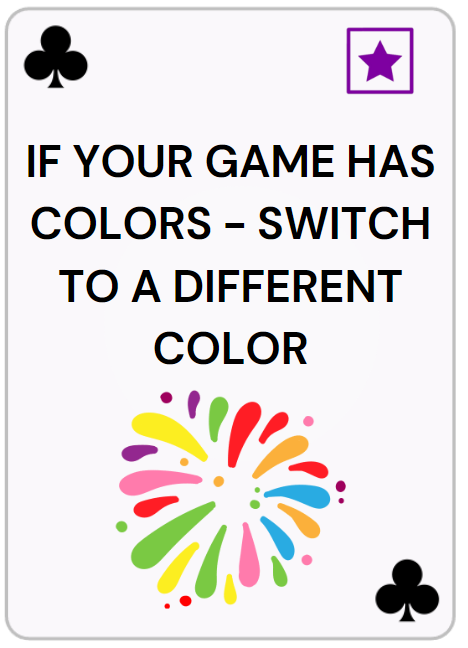 IF YOUR GAME HAS
COLORS - SWITCH
TO A DIFFERENT
COLOR